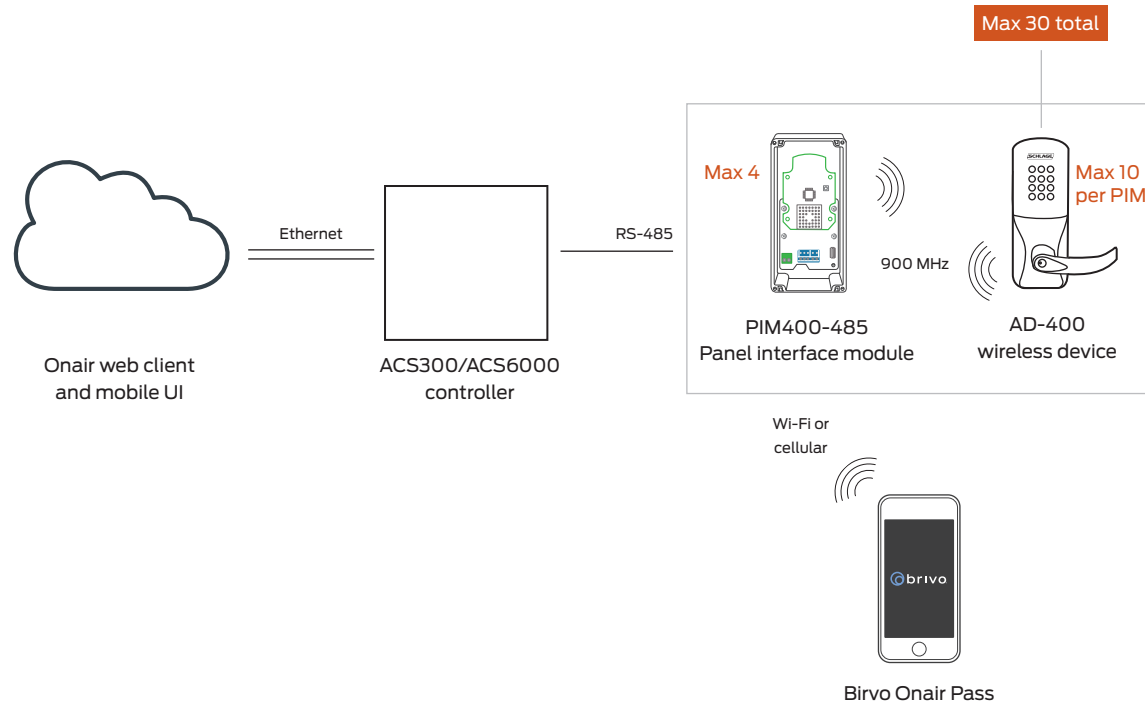 Max 30 total
Max 4
SCHLAGE
Max 10
per PIM
Ethernet
RS-485
900 MHz
Onair web client
and mobile UI
ACS300/ACS6000
controller
PIM400-485
Panel interface module
AD-400
wireless device
Wi-Fi or
cellular
brivo
Birvo Onair Pass